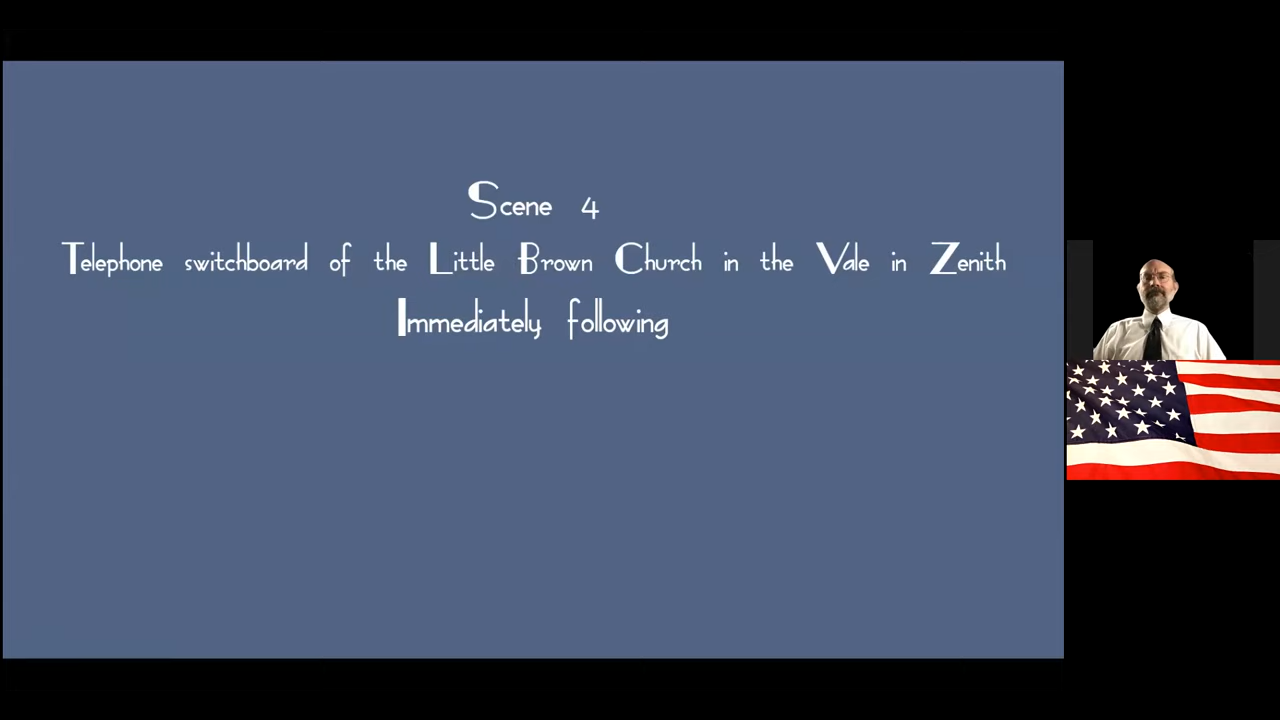 Scene 4
Telephone switchboard of the Little Brown Church in the Vale in Zenith
Immediately following